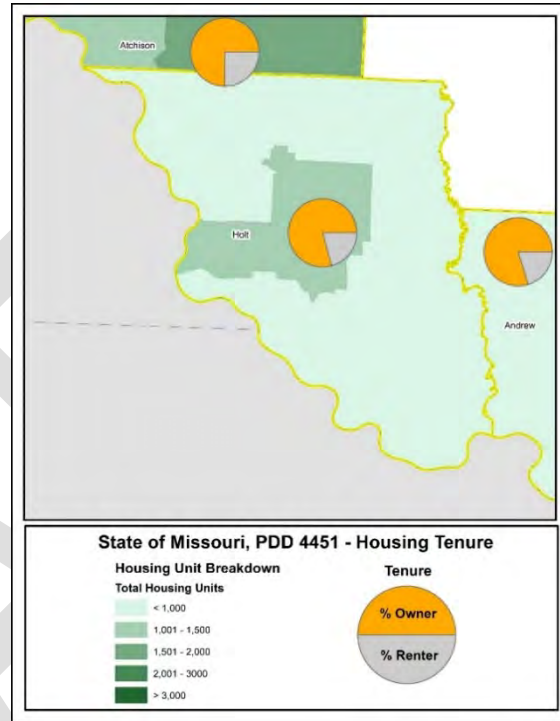 Atchison
Holt
Andrew
State of Missouri, PDD 4451 - Housing Tenure
Housing Unit Breakdown
Total Housing Units
< 1,000
1,001 - 1,500
1,501 - 2,000
2,001 - 3000
> 3,000
Tenure
% Owner
% Renter